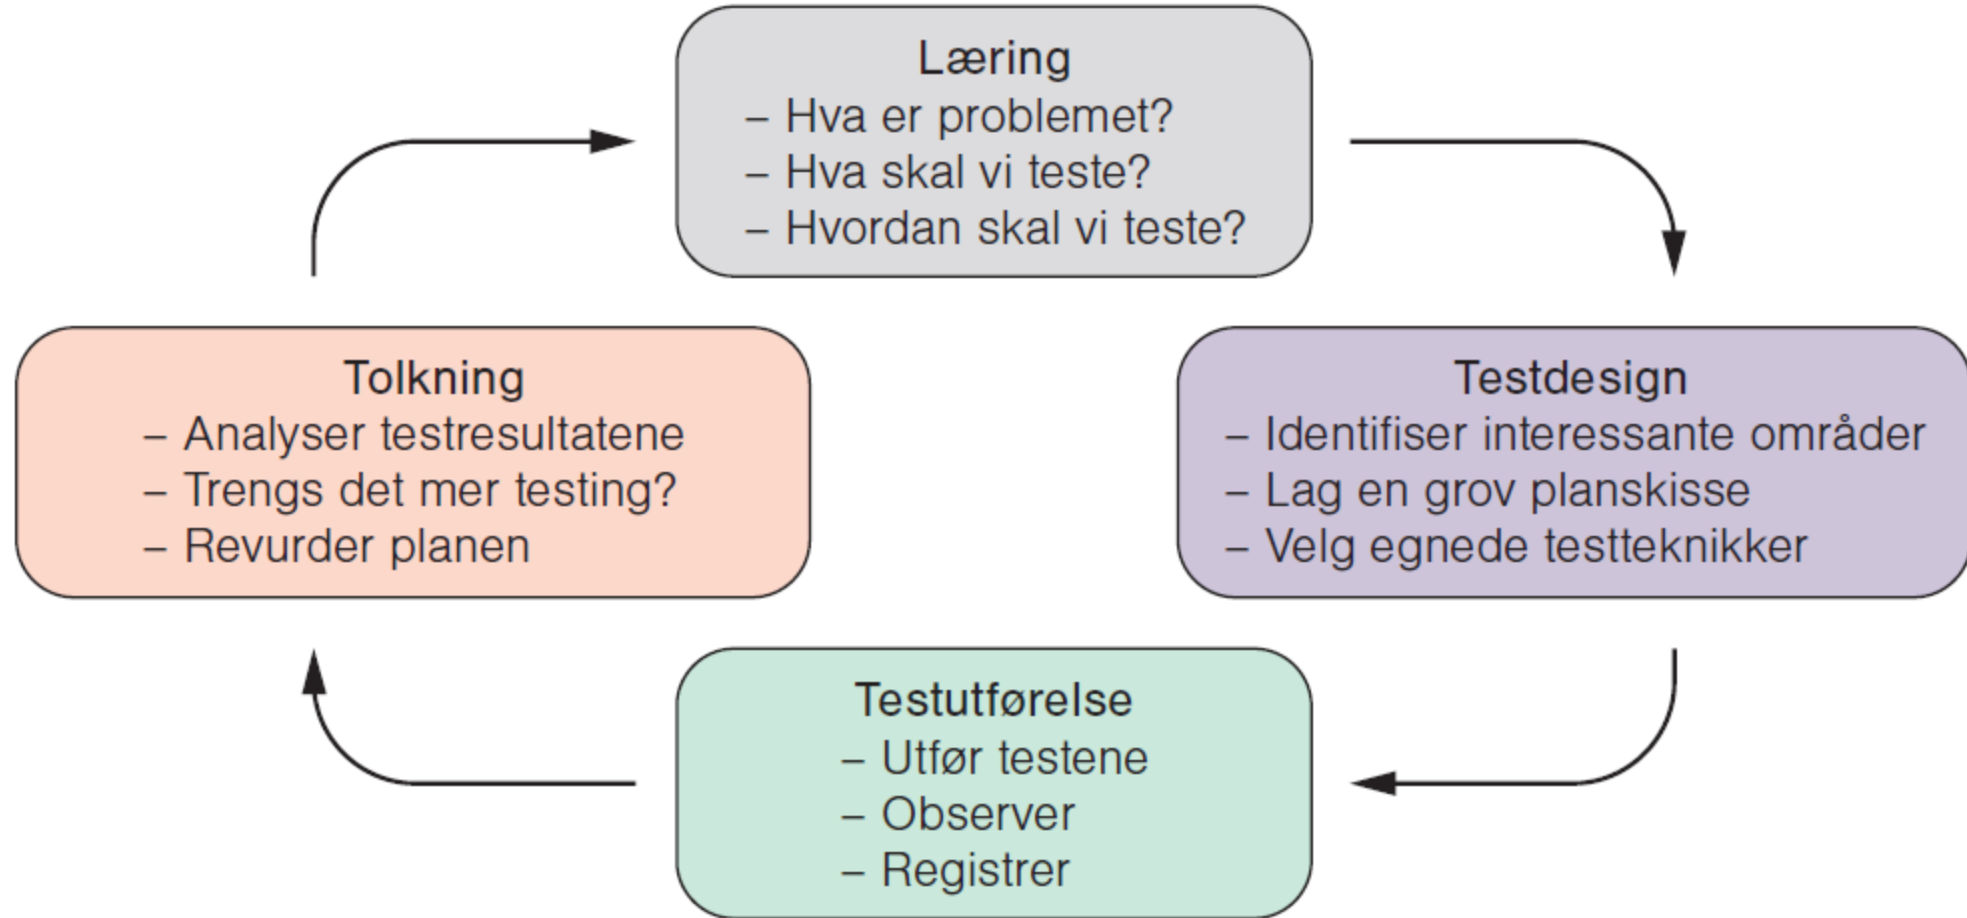 Læring
– Hva er problemet?
– Hva skal vi teste?
– Hvordan skal vi teste?
Tolkning
– Analyser testresultatene
– Trengs det mer testing?
– Revurder planen
Testdesign
– Identifiser interessante områder
– Lag en grov planskisse
– Velg egnede testteknikker
Testutførelse
– Utfør testene
– Observer
– Registrer